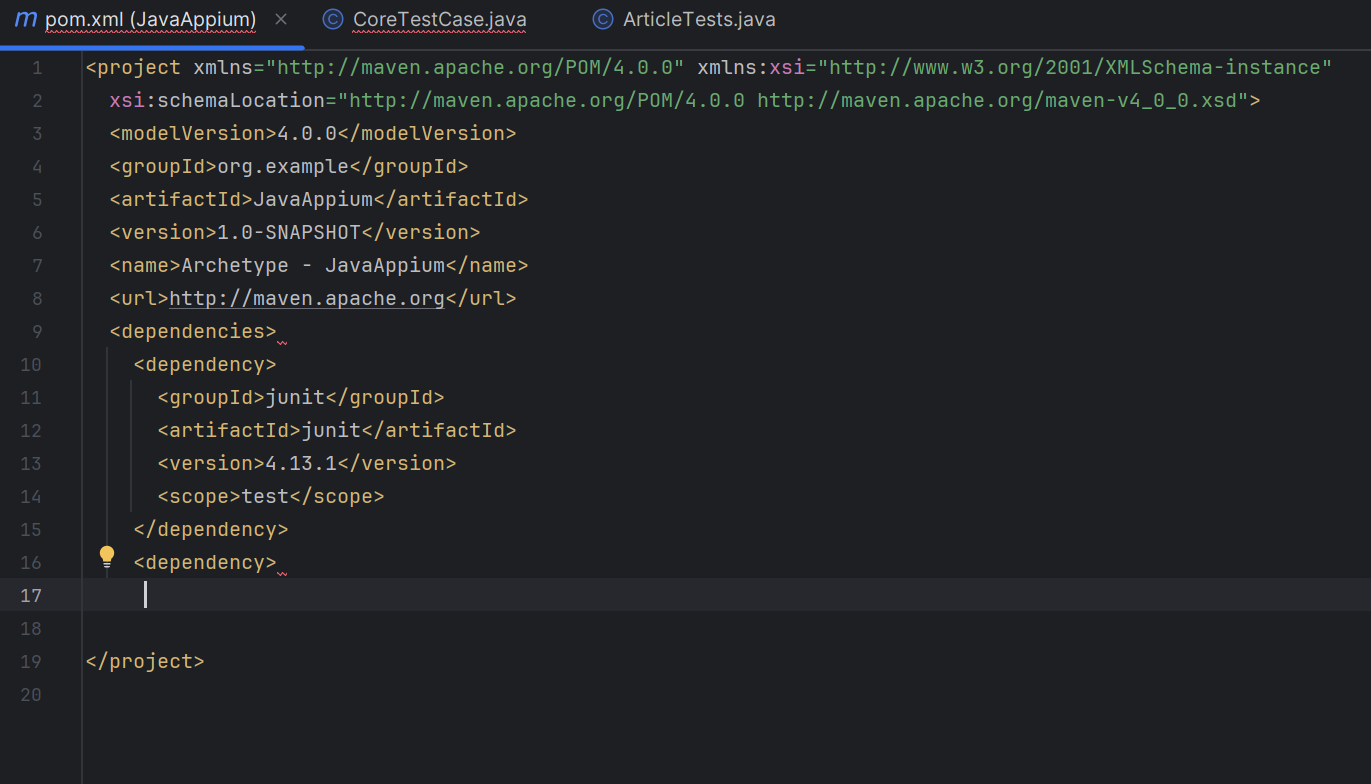 m pom.xml (JavaAppium) × © CoreTestCase.java © ArticleTests.java
1 <project xmlns="http://maven.apache.org/POM/4.0.0" xmlns:xsi="http://www.w3.org/2001/XMLSchema-instance"
2 xsi:schemaLocation="http://maven.apache.org/POM/4.0.0 http://maven.apache.org/maven-v4_0_0.xsd">
3 <modelVersion>4.0.0</modelVersion>
4 <groupId>org.example</groupId>
5 <artifactId>JavaAppium</artifactId>
6 <version>1.0-SNAPSHOT</version>
7 <name>Archetype - JavaAppium</name>
8 <url>http://maven.apache.org</url>
9 <dependencies>
10 <dependency>
11 <groupId>junit</groupId>
12 <artifactId>junit</artifactId>
13 <version>4.13.1</version>
14 <scope>test</scope>
15 </dependency>
16 <dependency>
17
18
19 </project>
20